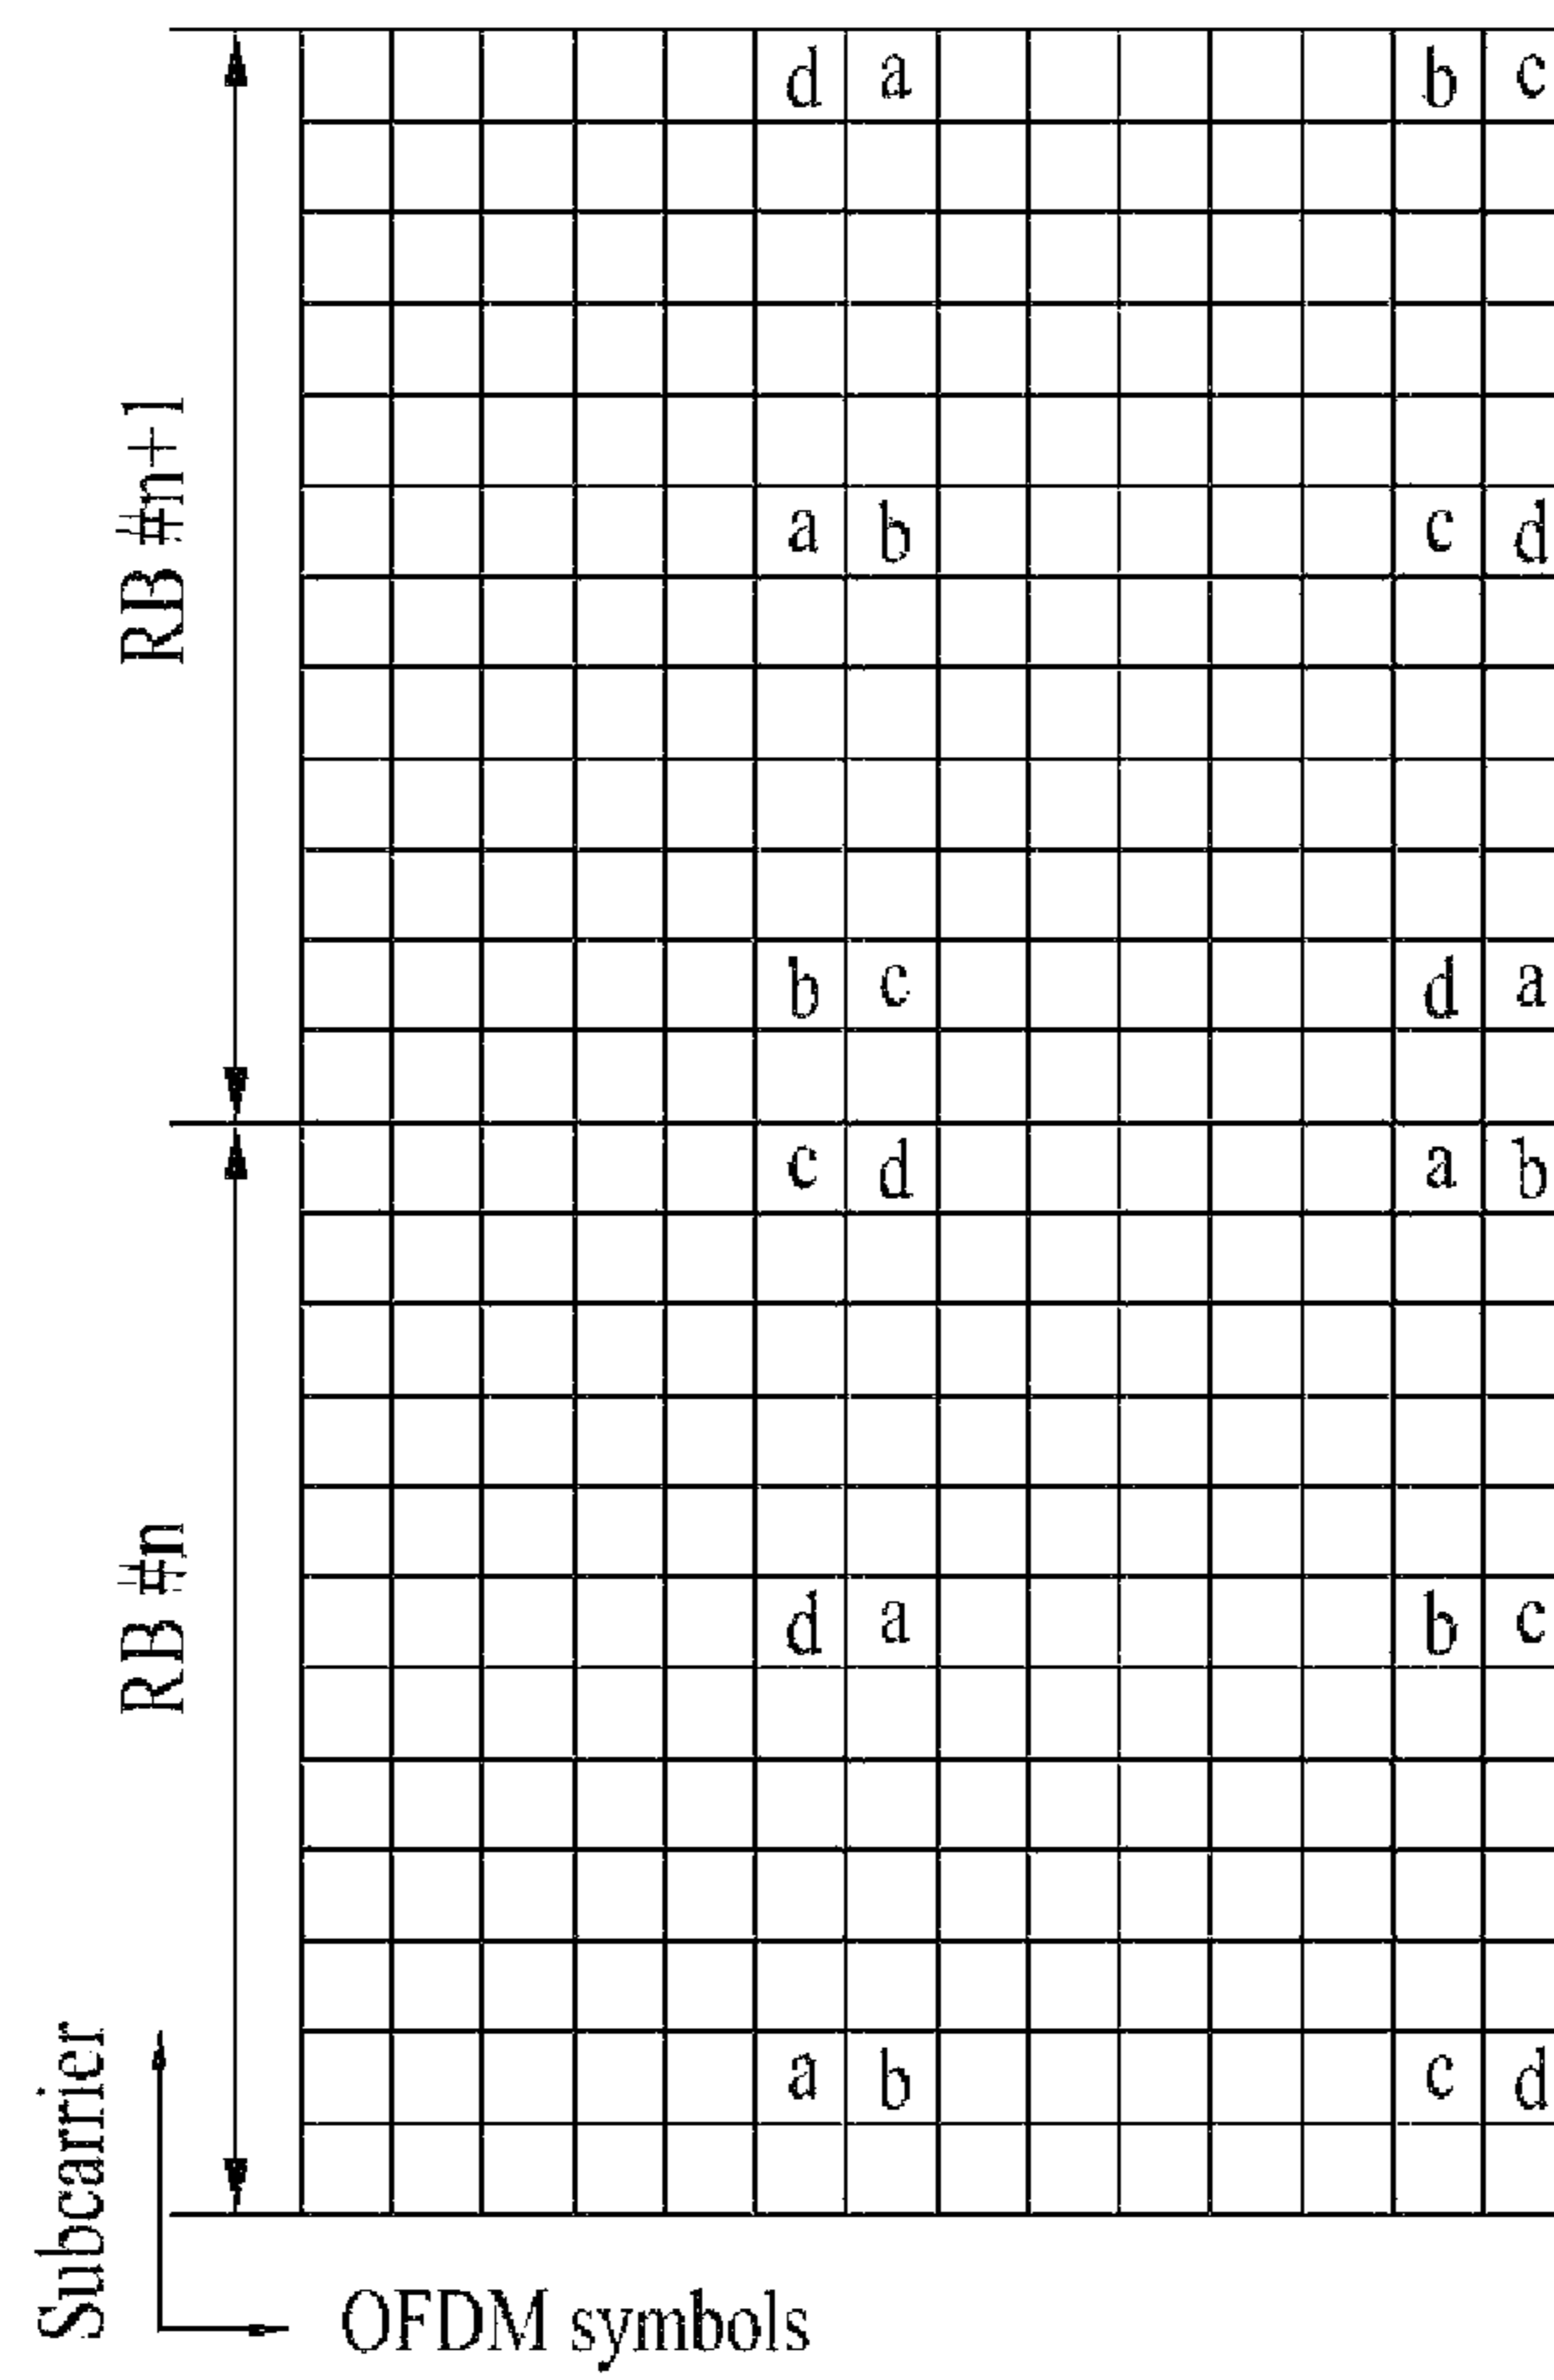 d a b c
RB #n+1
a b c d
b c d a
c d a b
RB #n
d a b c
a b c d
Subcarrier
OFDM symbols